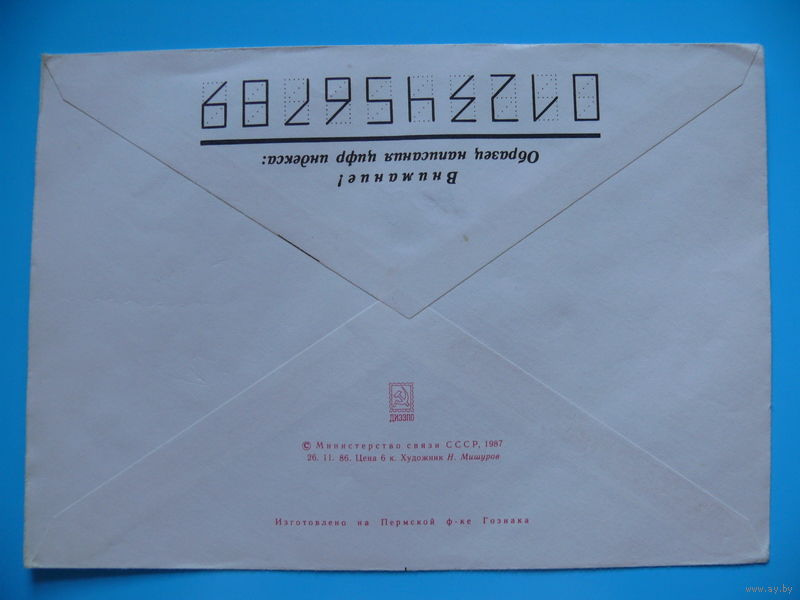 Внимание!
Образец написания цифр индекса:
0123456789
ДИЭЗПО
© Министерство связи СССР, 1987
26. 11. 86. Цена 6 к. Художник Н. Мишуров
Изготовлено на Пермской ф-ке Гознака
www.ay.by